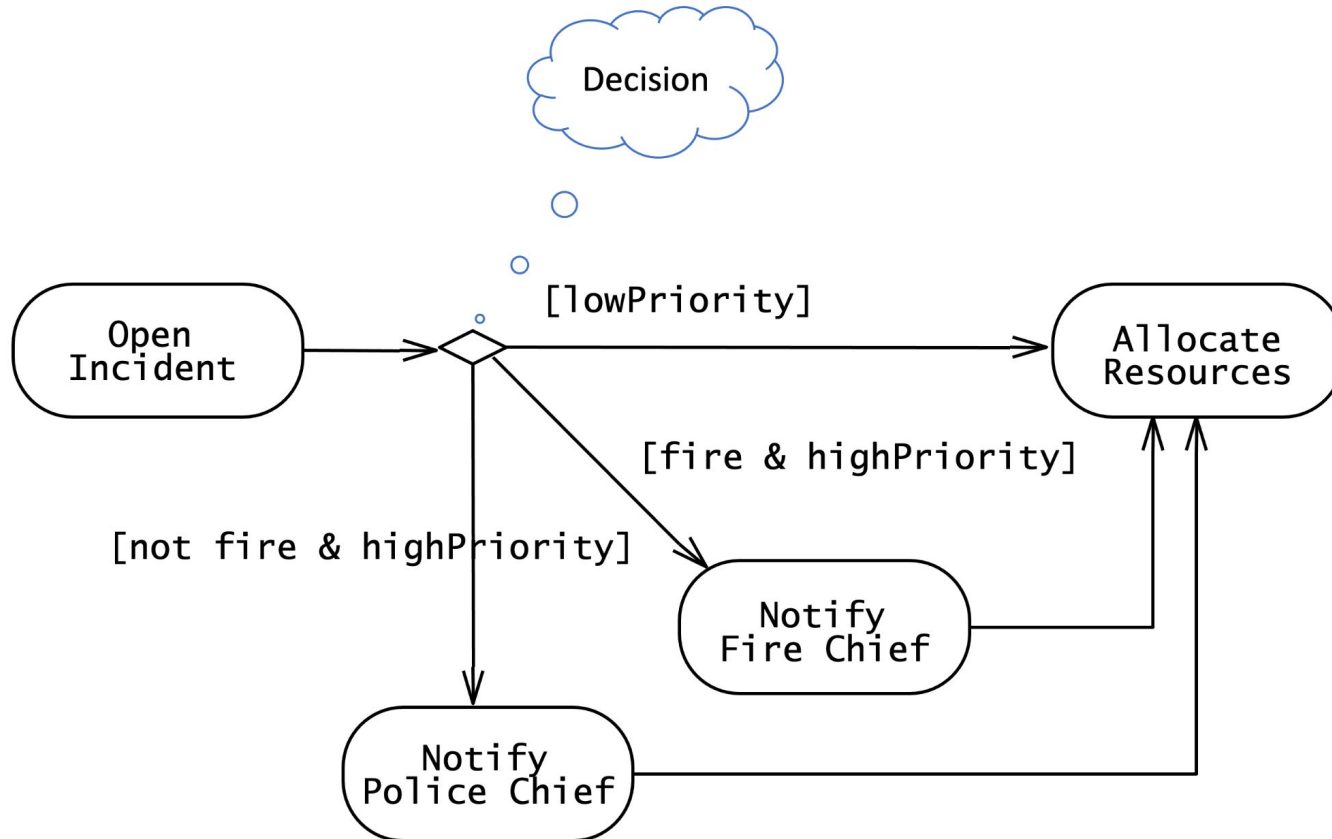 Decision
[lowPriority]
Open
Incident
Allocate
Resources
[fire & highPriority]
[not fire & highPriority]
Notify
Fire Chief
Notify
Police Chief